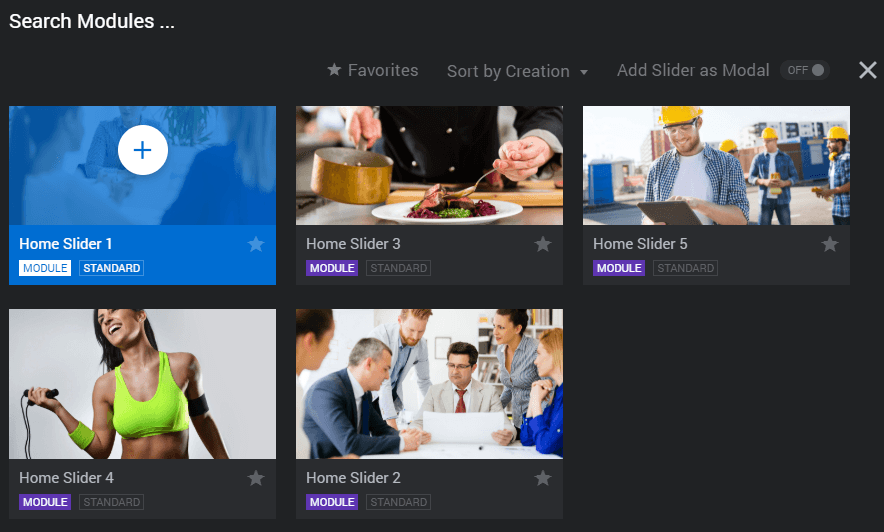 Search Modules ...
Favorites
Sort by Creation
Add Slider as Modal
OFF
Home Slider 1
MODULE STANDARD
Home Slider 3
MODULE STANDARD
Home Slider 5
MODULE STANDARD
Home Slider 4
MODULE STANDARD
Home Slider 2
MODULE STANDARD